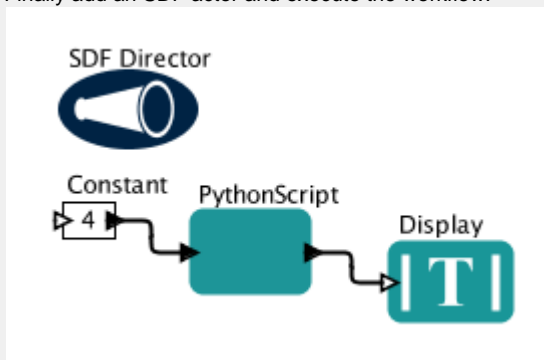 Finally add an SDF actor and execute the workflow.
SDF Director
Constant
4
PythonScript
Display
T